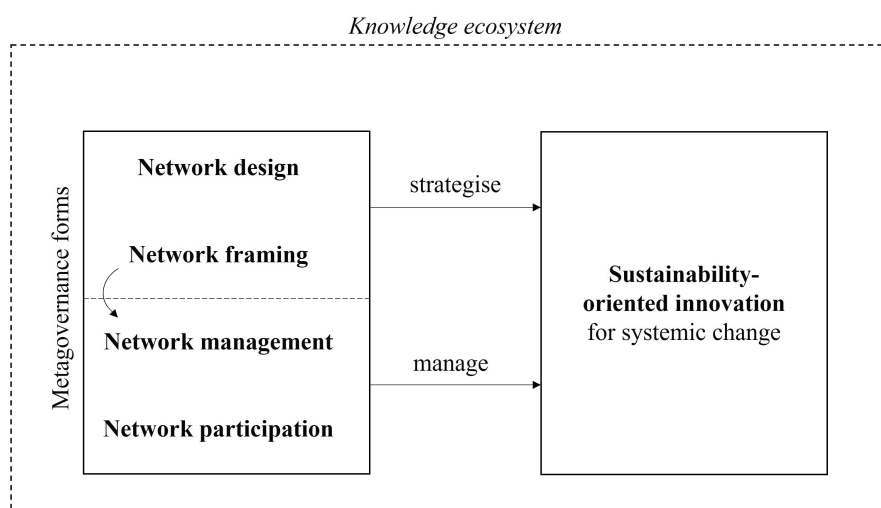 Knowledge ecosystem
Metagovernance forms
Network design
Network framing
Network management
Network participation
strategise
manage
Sustainability-
oriented innovation
for systemic change